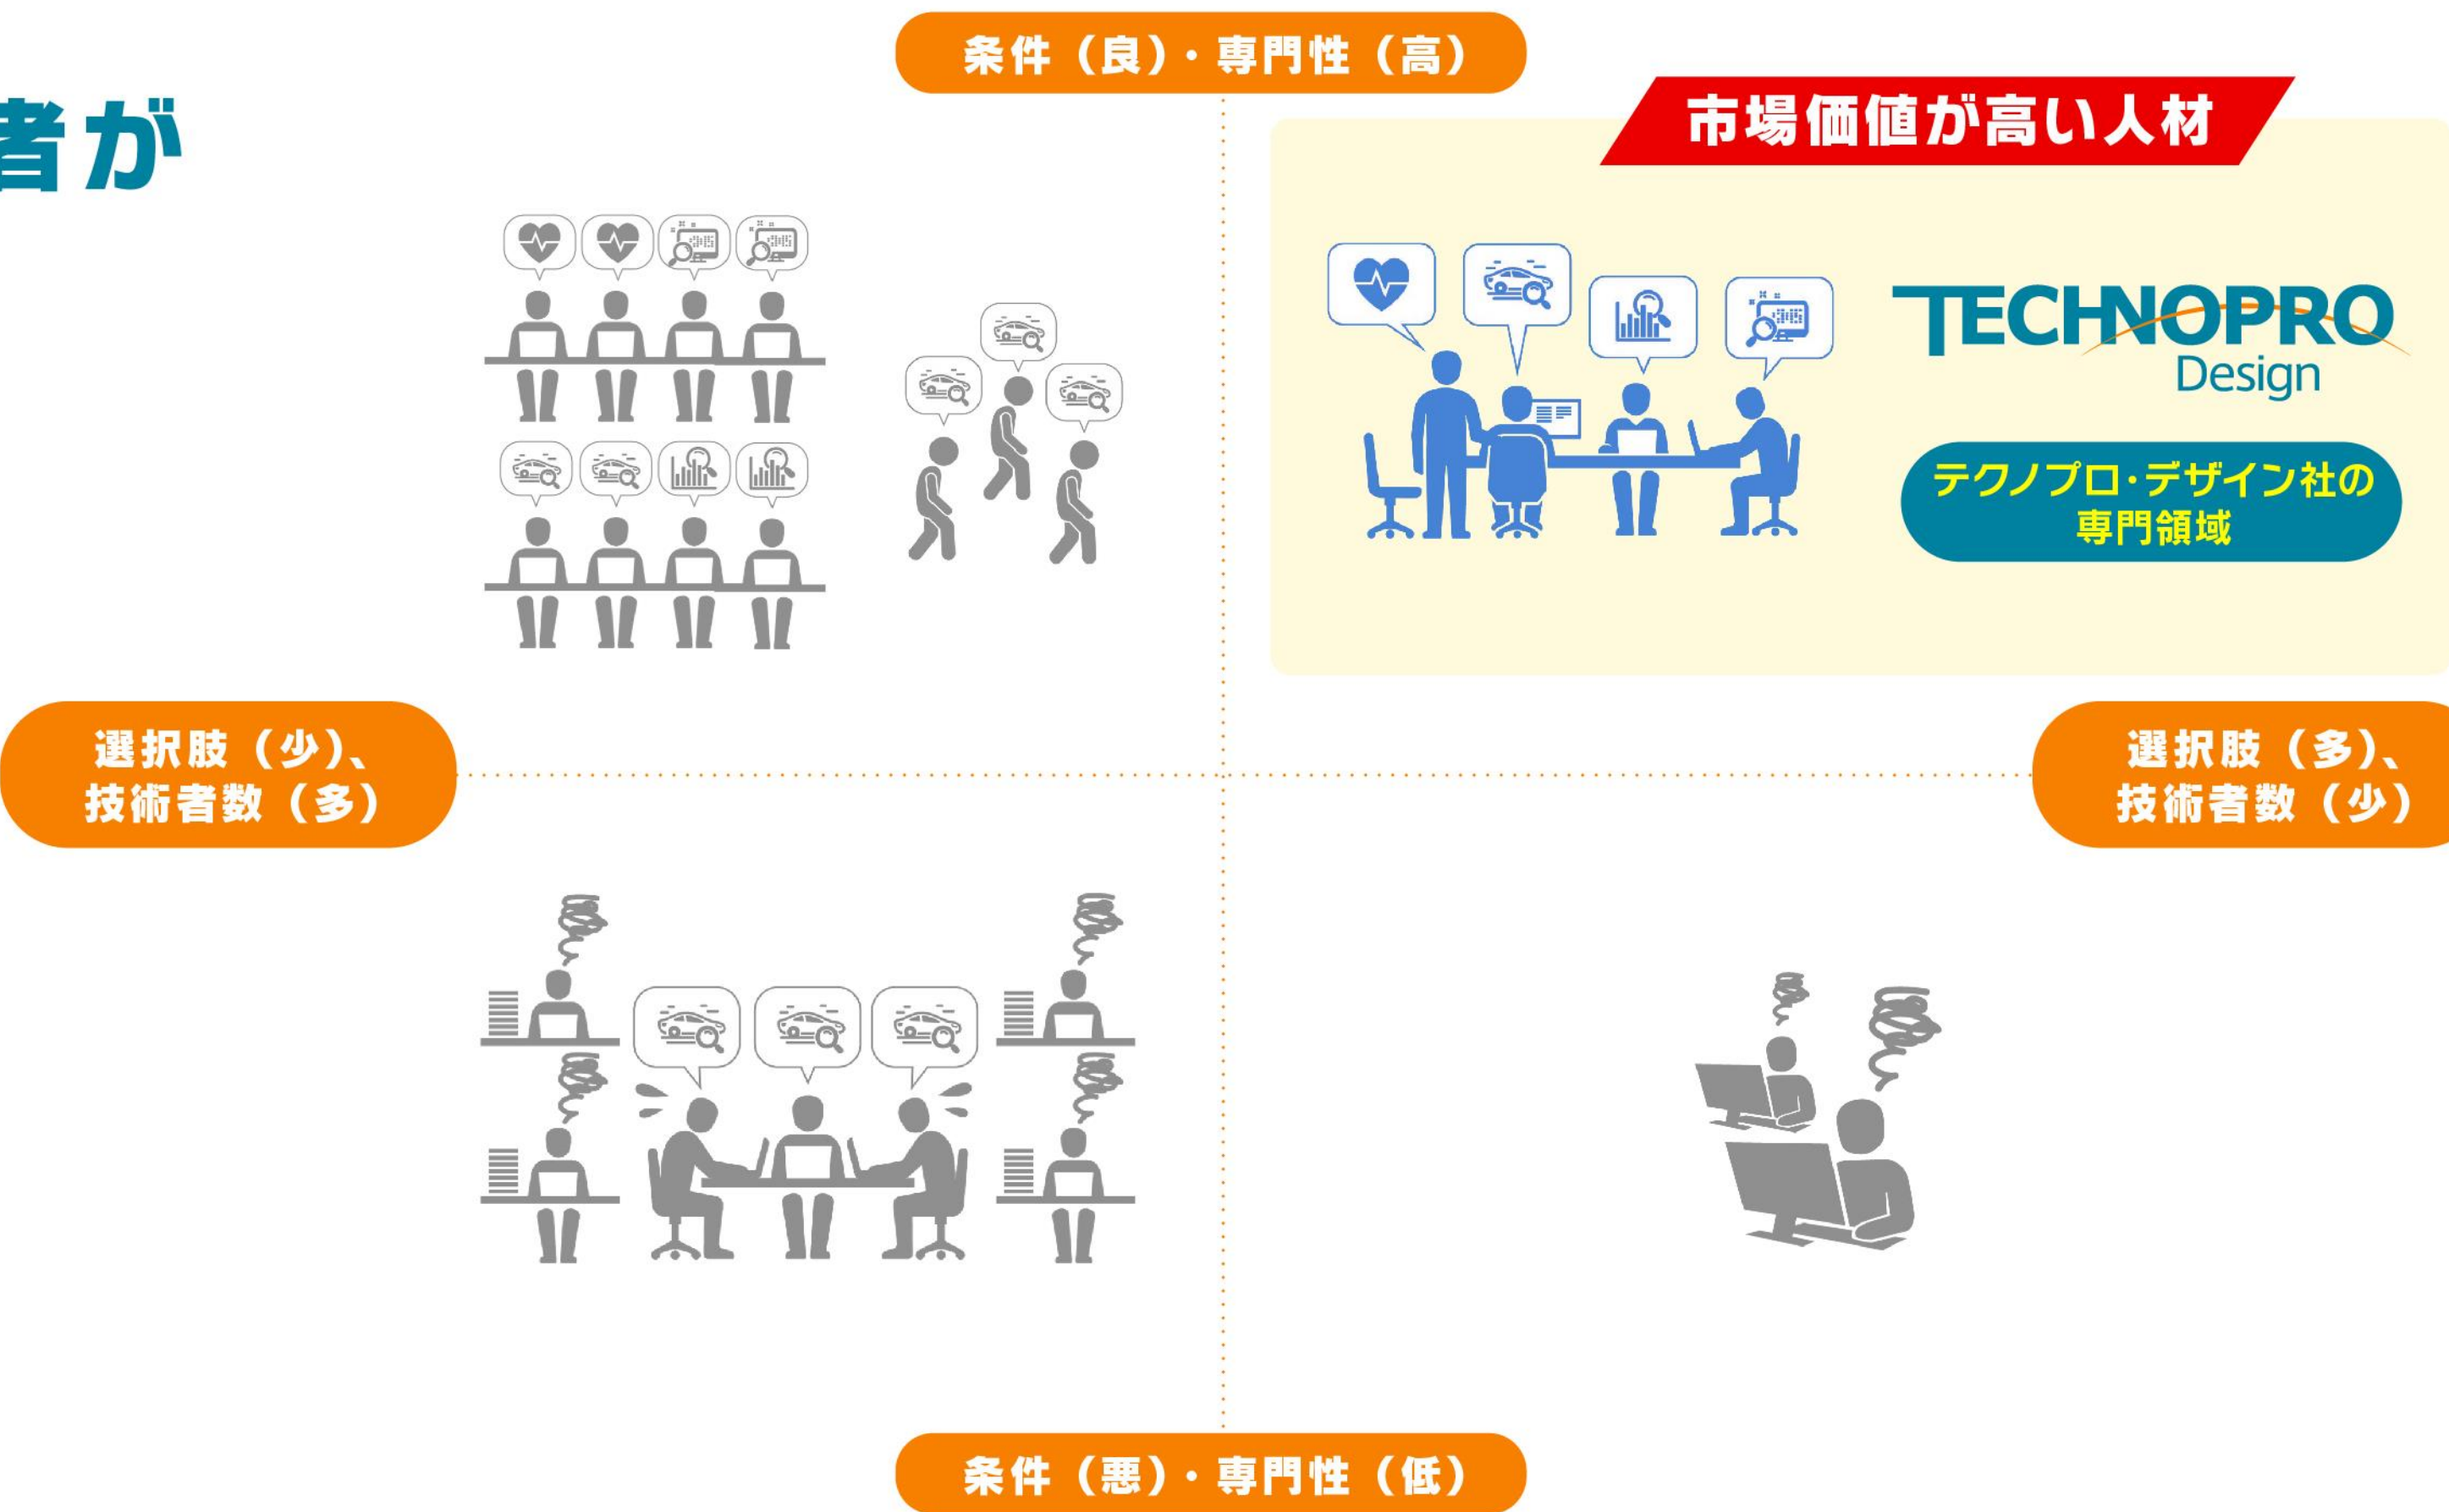 条件（良）・専門性（高）
者が
市場価値が高い人材
TECHNOPRO
Design
テクノプロ・デザイン社の
専門領域
選択肢（少）、
技術者数（多）
選択肢（多）、
技術者数（少）
条件（悪）・専門性（低）